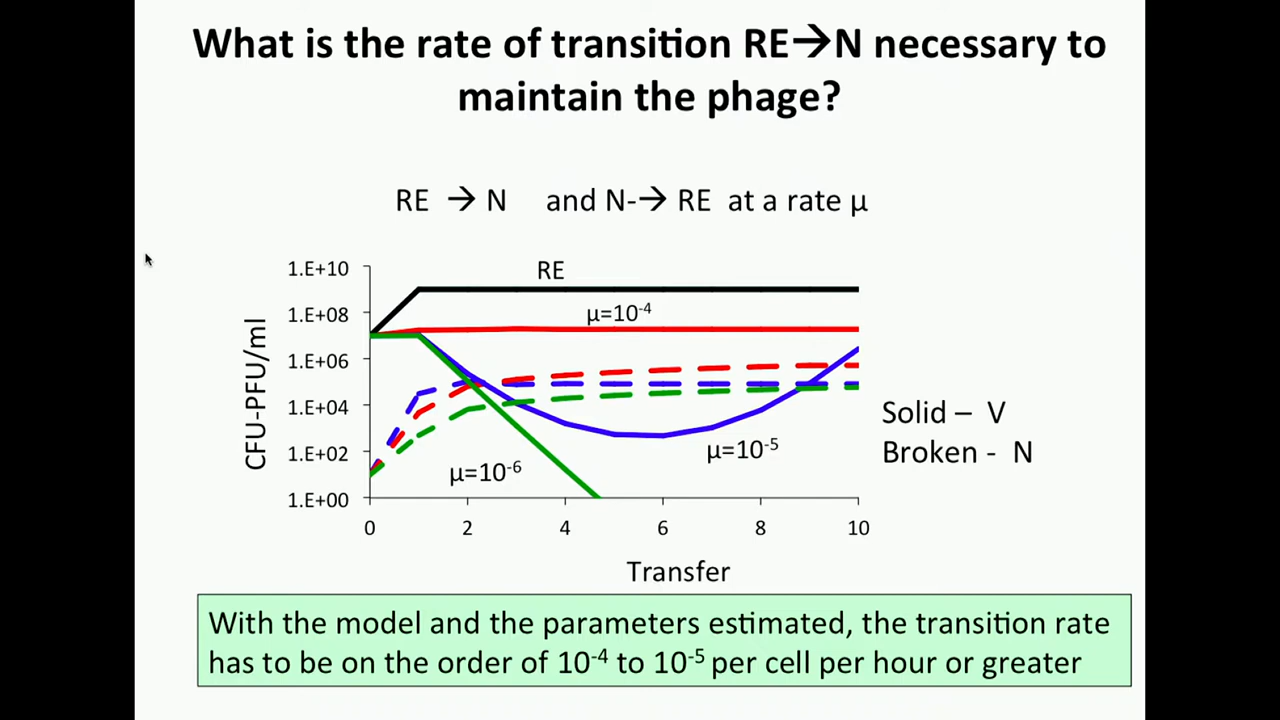 What is the rate of transition RE→N necessary to
maintain the phage?
RE → N and N-→ RE at a rate μ
CFU-PFU/ml
1.E+10
1.E+08
1.E+06
1.E+04
1.E+02
1.E+00
RE
μ=10⁻⁴
μ=10⁻⁵
μ=10⁻⁶
0 2 4 6 8 10
Transfer
Solid – V
Broken - N
With the model and the parameters estimated, the transition rate
has to be on the order of 10⁻⁴ to 10⁻⁵ per cell per hour or greater